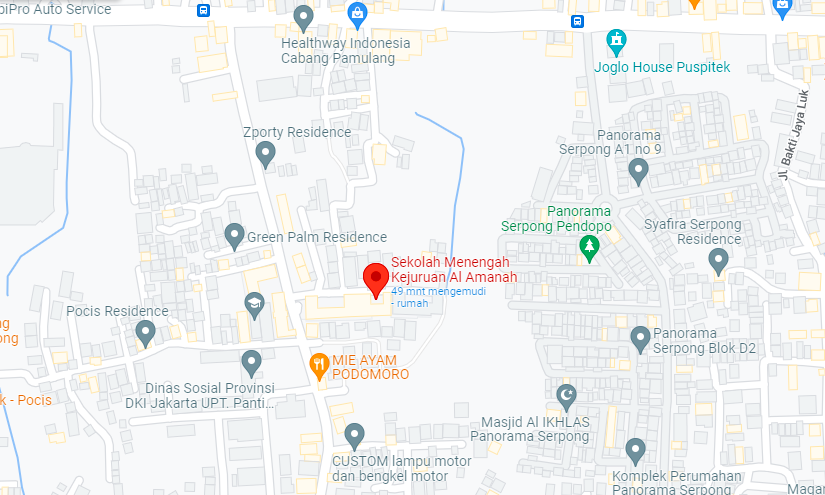 oiPro Auto Service
Healthway Indonesia
Cabang Pamulang
Joglo House Puspitek
Jl. Bakti Jaya Luk
Zporty Residence
Panorama
Serpong A1 no 9
Panorama
Serpong Pendopo
Syafira Serpong
Residence
Green Palm Residence
Sekolah Menengah
Kejuruan Al Amanah
49 mnt mengemudi
- rumah
Pocis Residence
ng
ong
Panorama
Serpong Blok D2
MIE AYAM
PODOMORO
Dinas Sosial Provinsi
DKI Jakarta UPT. Panti...
k - Pocis
Masjid Al IKHLAS
Panorama Serpong
CUSTOM lampu motor
dan bengkel motor
Komplek Perumahan
Panorama Serpong
Magar